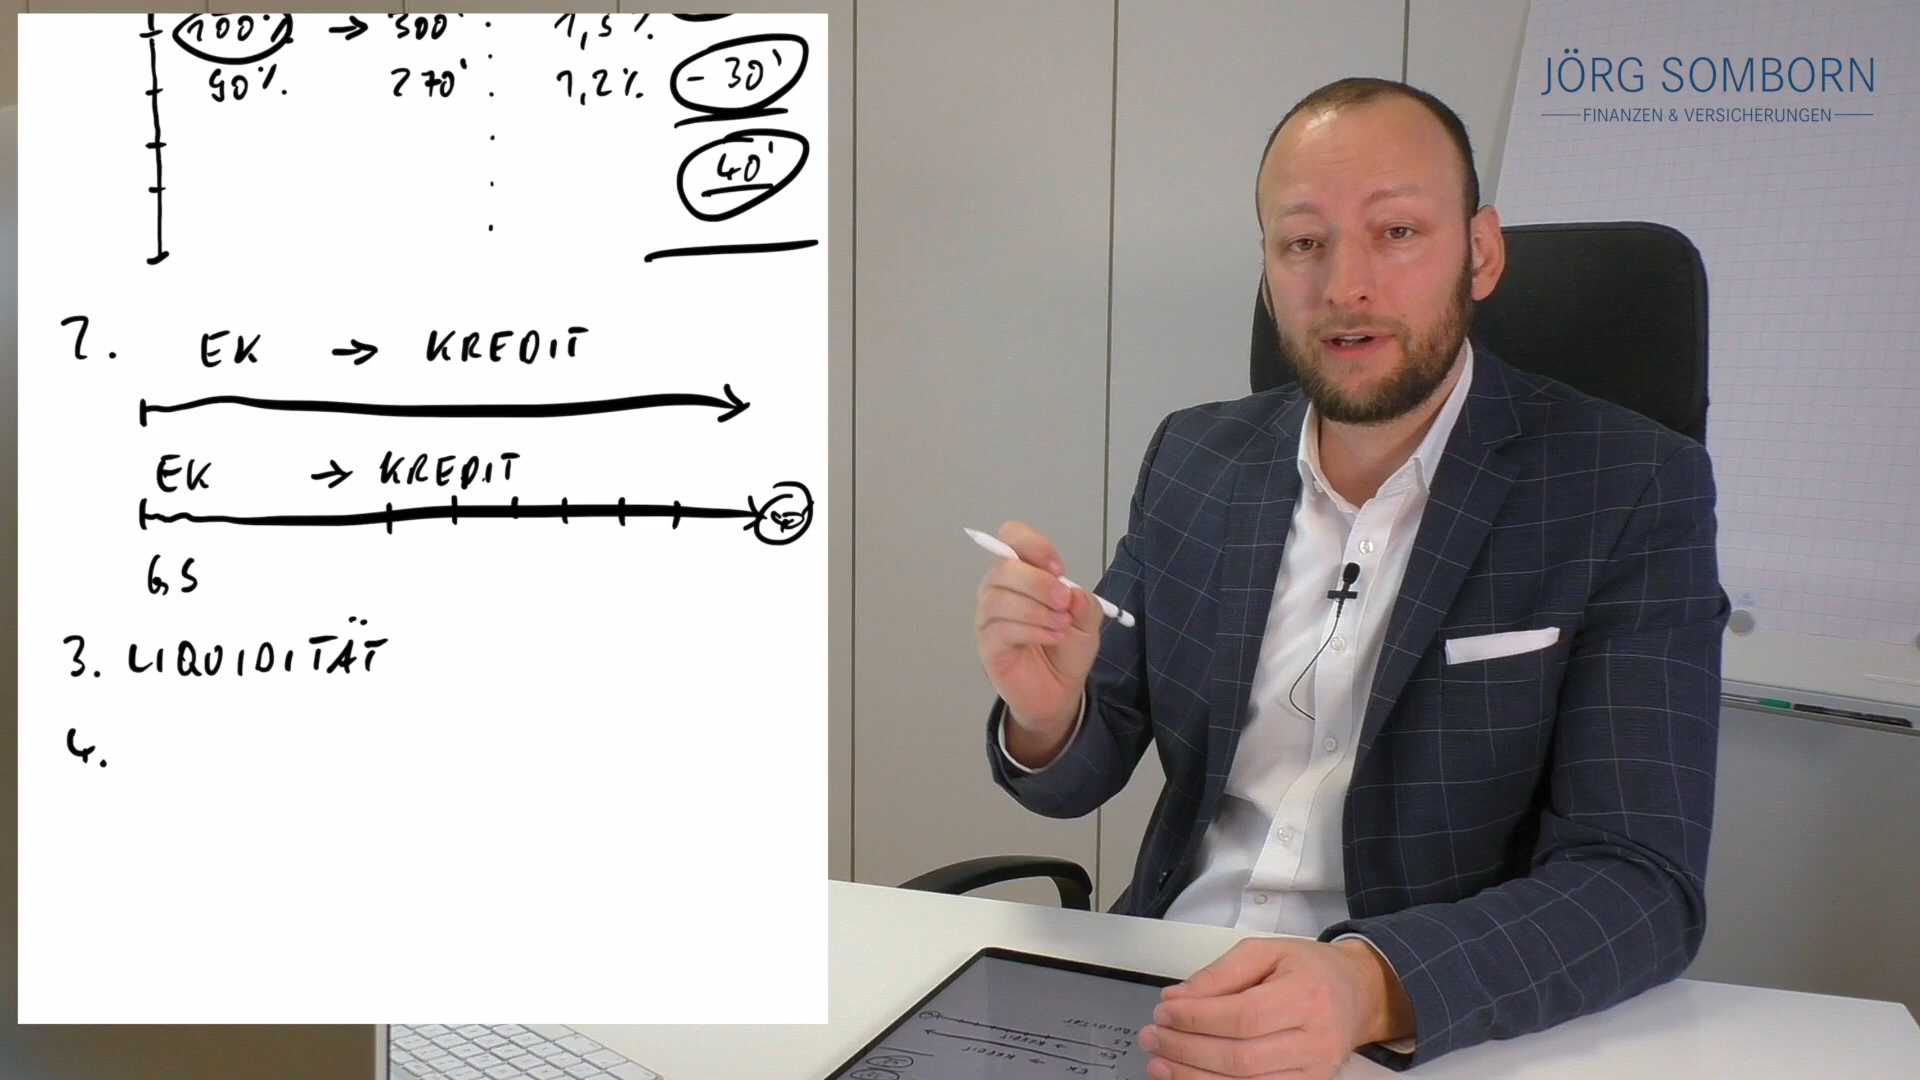 100% → 300' 1,5%
90% 270' 1,2% - 30'
40'
2. EK → KREDIT
EK → KREDIT
GS
3. LIQUIDITÄT
4.
JÖRG SOMBORN
FINANZEN & VERSICHERUNGEN